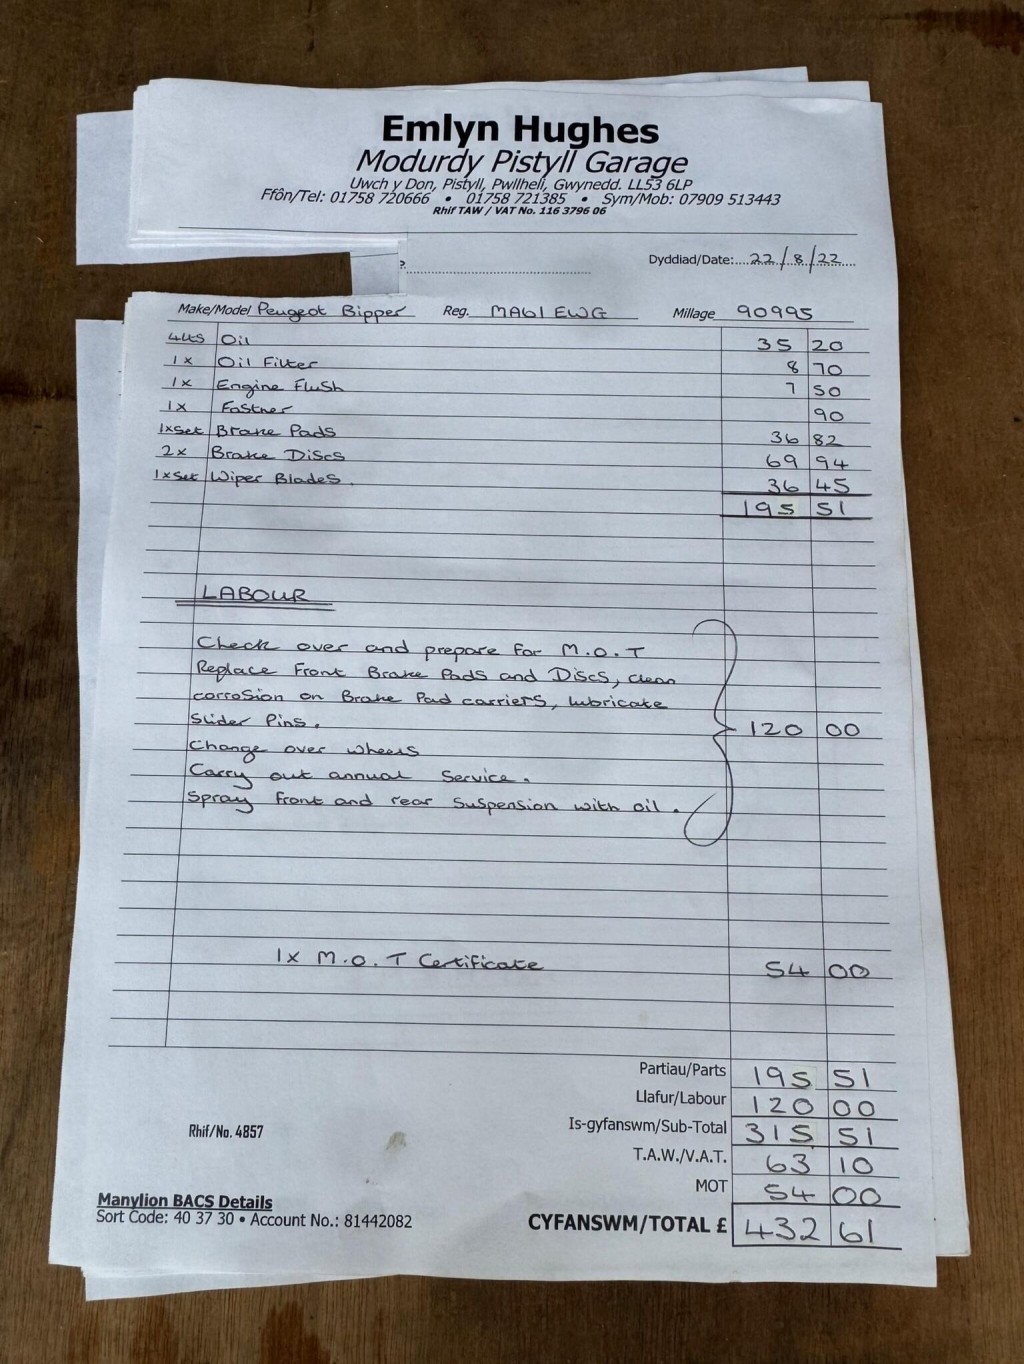 Emlyn Hughes
Modurdy Pistyll Garage
Uwch y Don, Pistyll, Pwllheli, Gwynedd. LL53 6LP
Ffôn/Tel: 01758 720666 • 01758 721385 • Sym/Mob: 07909 513443
Rhif TAW / VAT No. 116 3796 06
Dyddiad/Date:....22/8/22....
Make/Model Peugeot Bipper Reg. MA61 EWG Millage 90995
4Lts Oil 35 20
1x Oil Filter 8 70
1x Engine Flush 7 50
1x Fastner 90
1xSet Brake Pads 36 82
2x Brake Discs 69 94
1xSet Wiper Blades. 36 45
195 51
LABOUR
Check over and prepare for M.O.T
Replace Front Brake Pads and Discs, clean
corrosion on Brake Pad carriers, lubricate
Slider Pins. 120 00
Change over wheels
Carry out annual Service.
Spray front and rear suspension with oil.
1x M.O.T Certificate 54 00
Partiau/Parts 195 51
Llafur/Labour 120 00
Is-gyfanswm/Sub-Total 315 51
Rhif/No. 4857
T.A.W./V.A.T. 63 10
MOT 54 00
Manylion BACS Details
Sort Code: 40 37 30 • Account No.: 81442082
CYFANSWM/TOTAL £ 432 61